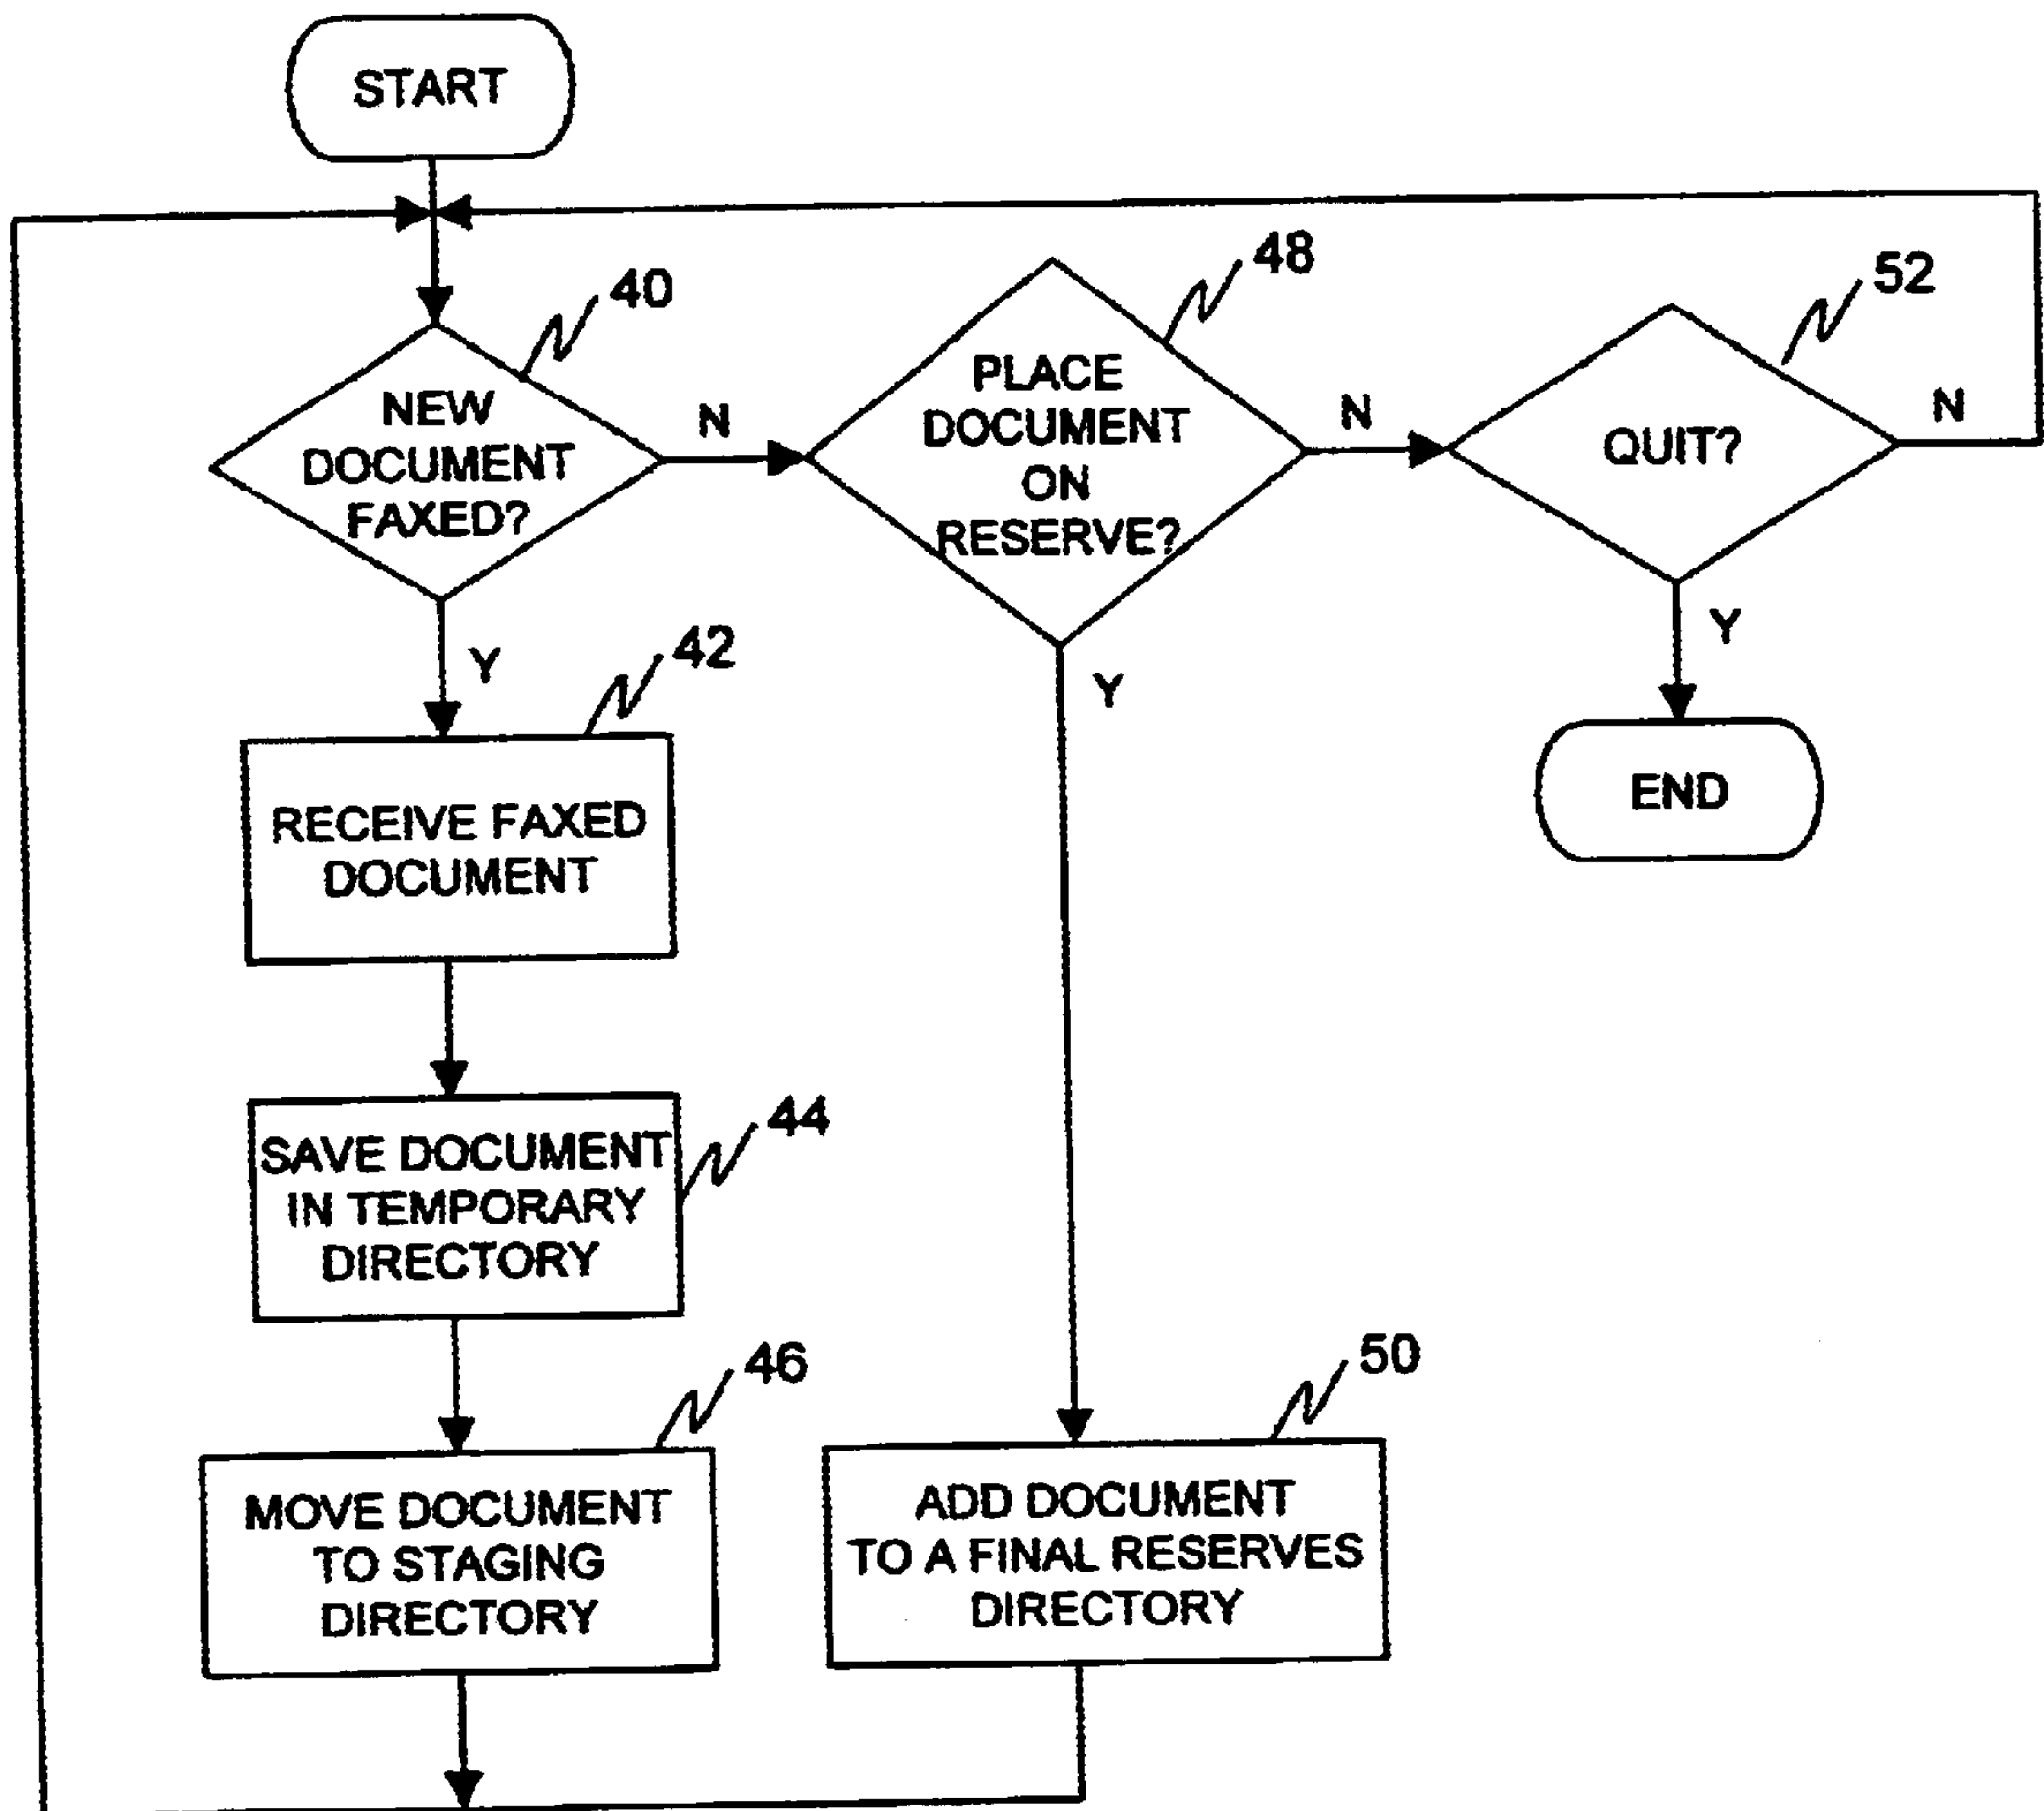 START
40
NEW
DOCUMENT
FAXED?
N
Y
48
PLACE
DOCUMENT
ON
RESERVE?
N
Y
52
QUIT?
N
Y
END
42
RECEIVE FAXED
DOCUMENT
44
SAVE DOCUMENT
IN TEMPORARY
DIRECTORY
46
MOVE DOCUMENT
TO STAGING
DIRECTORY
50
ADD DOCUMENT
TO A FINAL RESERVES
DIRECTORY